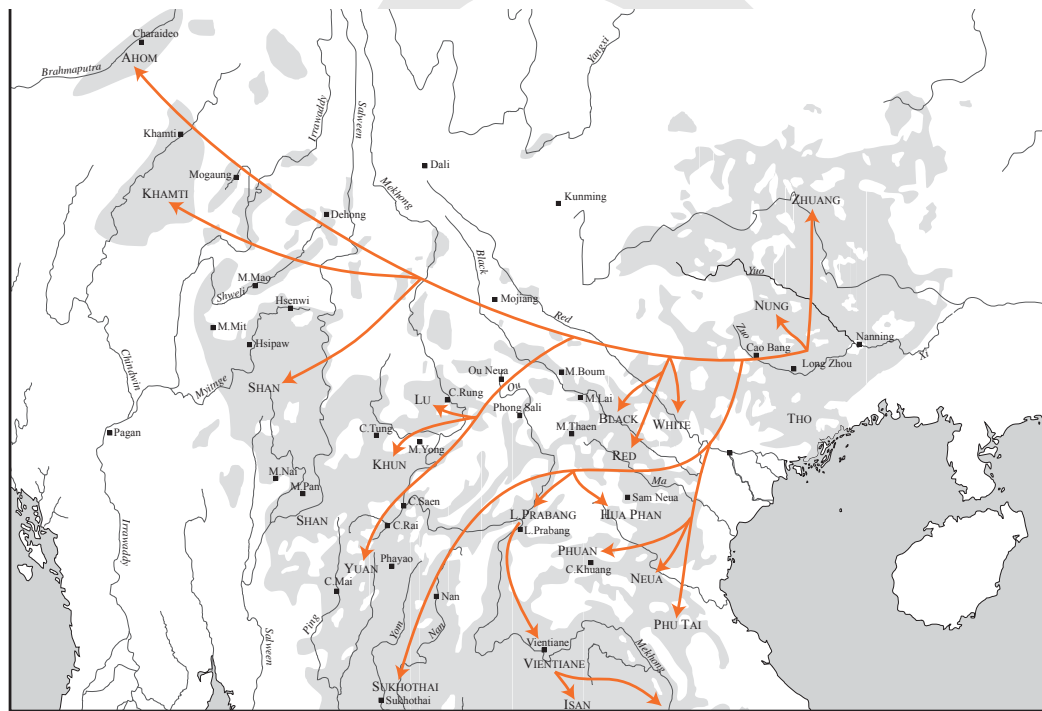 Charaideo
AHOM
Brahmaputra
Yangxi
Irrawaddy
Salween
Khamti
Mogaung
Dali
KHAMTI
Mekhong
Kunming
ZHUANG
Dehong
Black
Yuo
M.Mao
Shweli
Hsenwi
Mojiang
Red
NUNG
M.Mit
Hsipaw
Zuo
Cao Bang
Nanning
Xi
Long Zhou
Chindwin
Myinge
SHAN
Ou Neua
Ou
M.Boum
LU
C.Rung
M.Lai
Phong Sali
BLACK
WHITE
THO
Pagan
C.Tung
M.Yong
M.Thaen
RED
KHUN
M.Nai
M.Pan
Ma
Sam Neua
C.Saen
L.PRABANG
HUA PHAN
SHAN
C.Rai
L.Prabang
Irrawaddy
PHUAN
C.Khuang
YUAN
Phayao
NEUA
C.Mai
Nan
Ping
Yom
Nan
PHU TAI
Salween
Vientiane
Mekhong
VIENTIANE
SUKHOTHAI
Sukhothai
ISAN